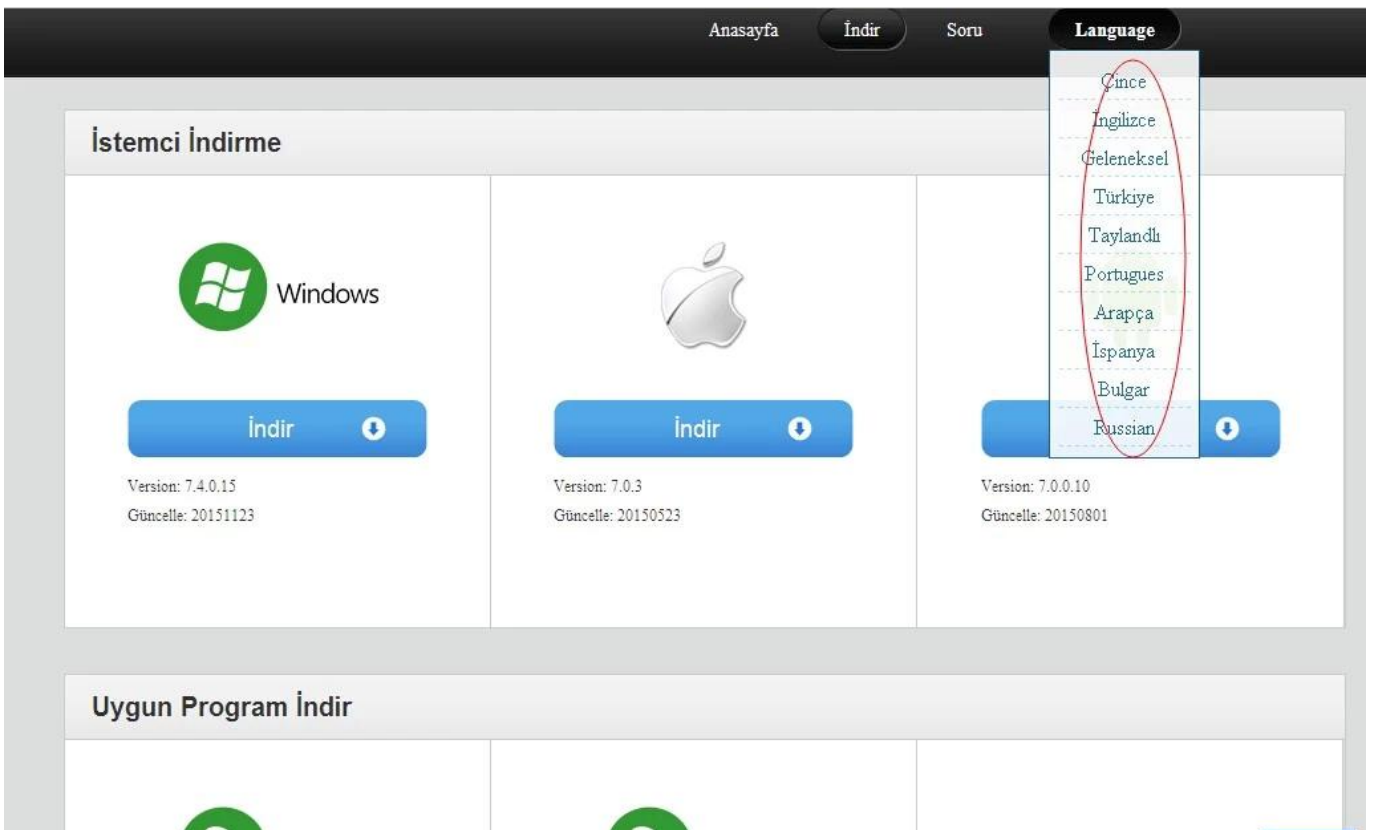 Anasayfa İndir Soru Language
Çince
İngilizce
Geleneksel
Türkiye
Taylandlı
Portugues
Arapça
İspanya
Bulgar
Russian
İstemci İndirme
Windows
İndir İndir
Version: 7.4.0.15 Version: 7.0.3 Version: 7.0.0.10
Güncelle: 20151123 Güncelle: 20150523 Güncelle: 20150801
Uygun Program İndir